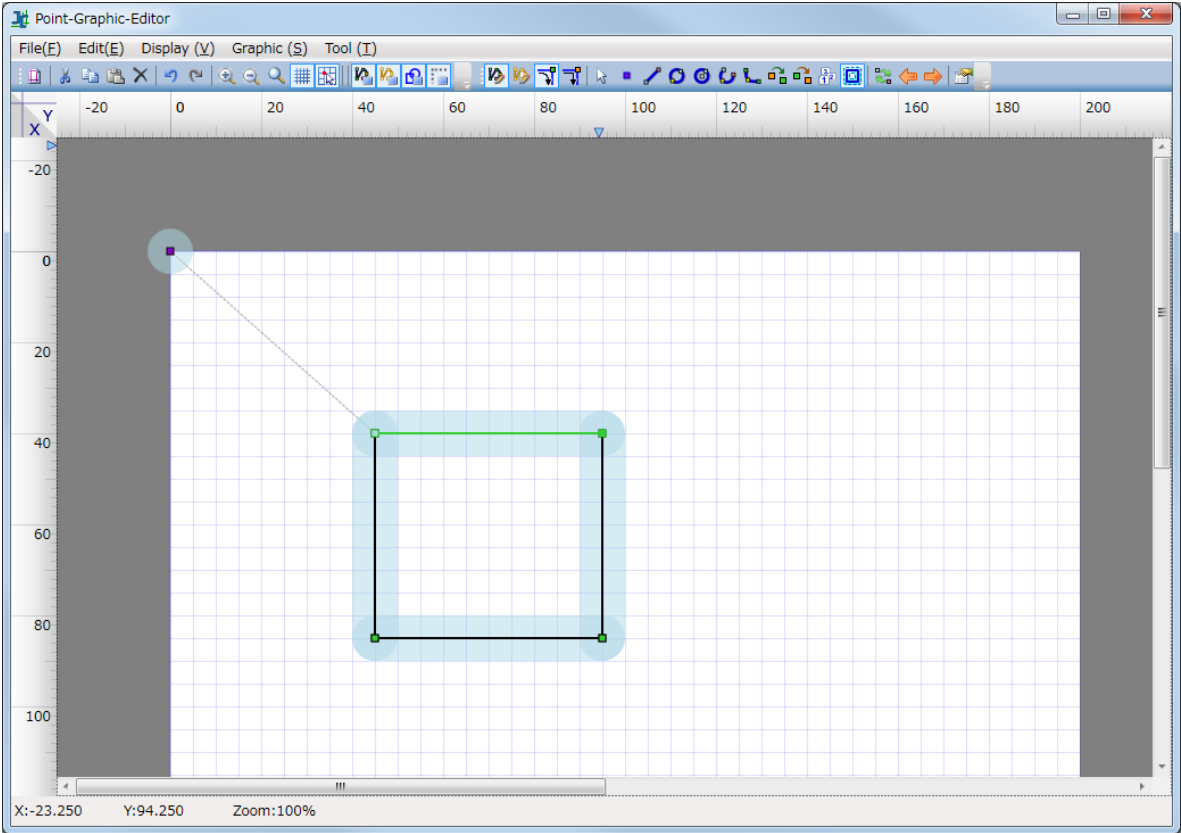 Point-Graphic-Editor
File(F) Edit(E) Display (V) Graphic (S) Tool (T)
Y
X
-20 0 20 40 60 80 100 120 140 160 180 200
-20
0
20
40
60
80
100
X:-23.250 Y:94.250 Zoom:100%